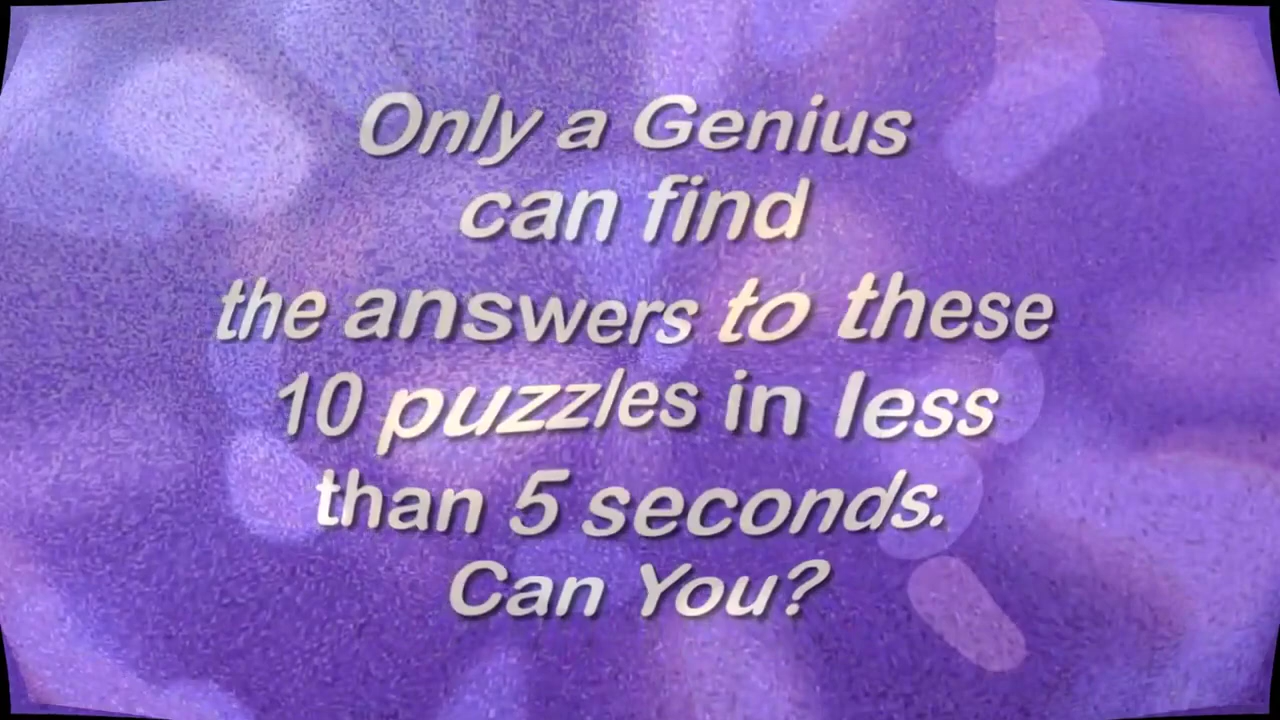 Only a Genius
can find
the answers to these
10 puzzles in less
than 5 seconds.
Can You?